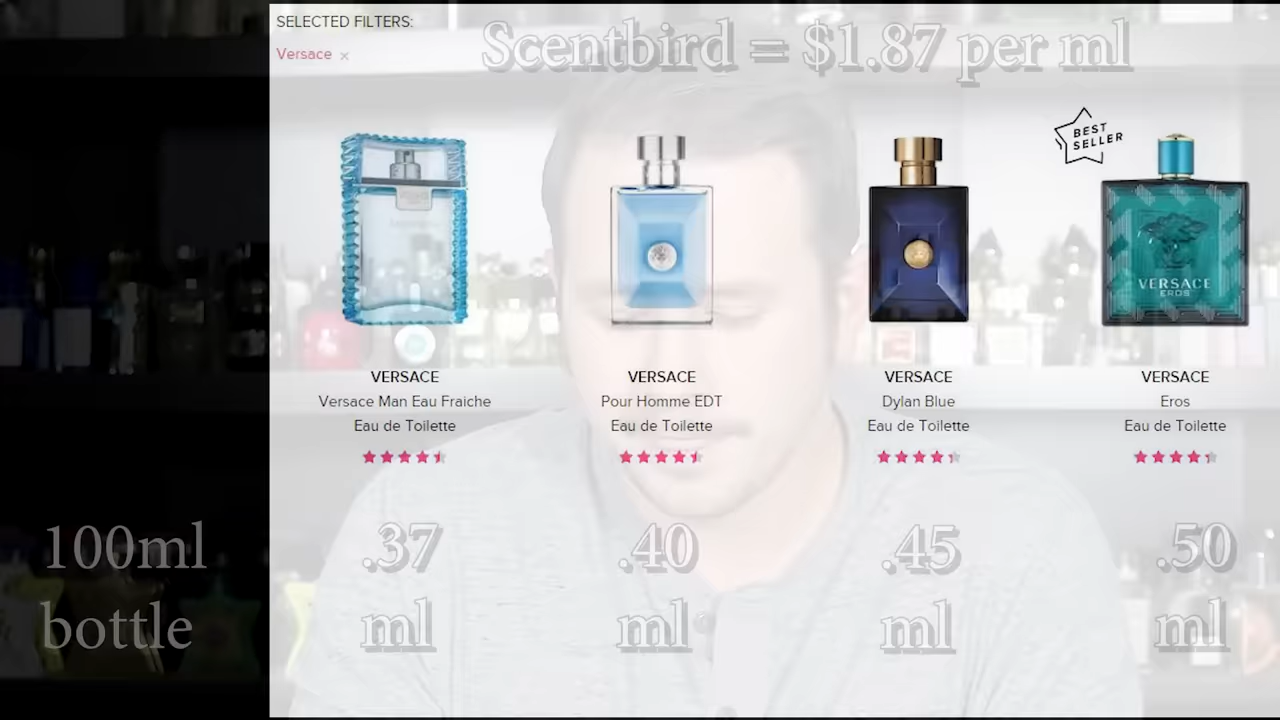 SELECTED FILTERS:
Versace ×
Scentbird = $1.87 per ml
BEST
SELLER
VERSACE
EROS
VERSACE
Versace Man Eau Fraiche
Eau de Toilette
VERSACE
Pour Homme EDT
Eau de Toilette
VERSACE
Dylan Blue
Eau de Toilette
VERSACE
Eros
Eau de Toilette
100ml
bottle
.37
ml
.40
ml
.45
ml
.50
ml